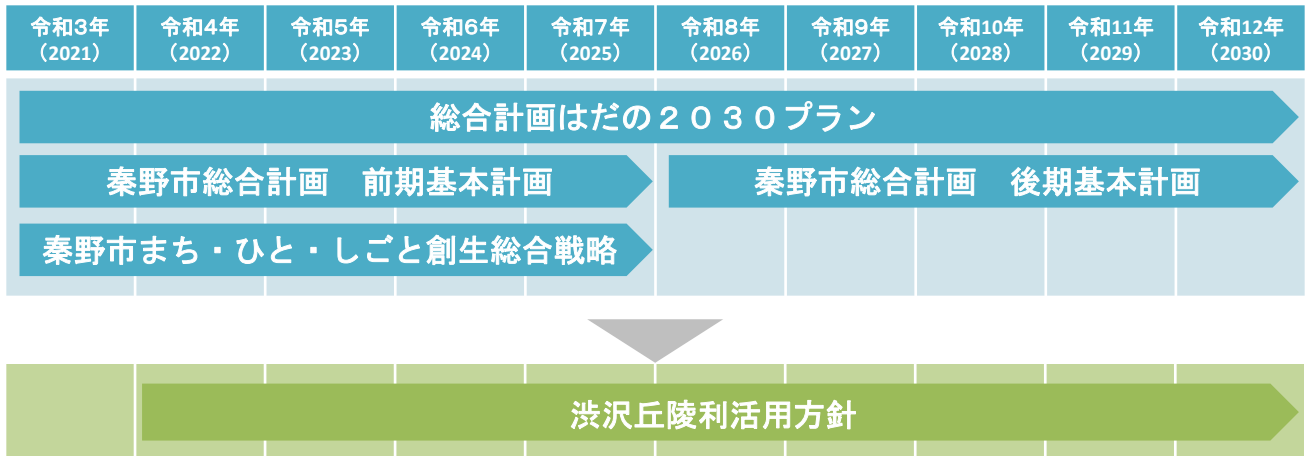 令和3年 令和4年 令和5年 令和6年 令和7年 令和8年 令和9年 令和10年 令和11年 令和12年
（2021） （2022） （2023） （2024） （2025） （2026） （2027） （2028） （2029） （2030）
総合計画はだの２０３０プラン
秦野市総合計画　前期基本計画 秦野市総合計画　後期基本計画
秦野市まち・ひと・しごと創生総合戦略
渋沢丘陵利活用方針